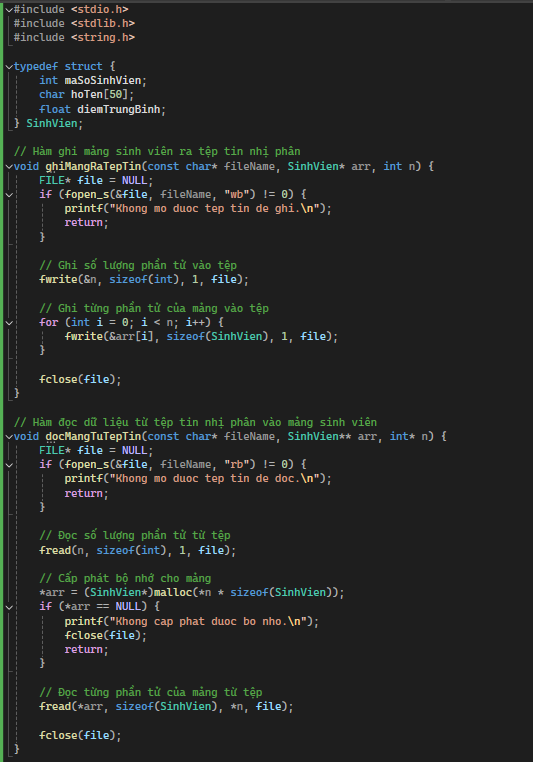 #include <stdio.h>
#include <stdlib.h>
#include <string.h>
typedef struct {
int maSoSinhVien;
char hoTen[50];
float diemTrungBinh;
} SinhVien;
// Hàm ghi mảng sinh viên ra tệp tin nhị phân
void ghiMangRaTepTin(const char* fileName, SinhVien* arr, int n) {
FILE* file = NULL;
if (fopen_s(&file, fileName, "wb") != 0) {
printf("Khong mo duoc tep tin de ghi.\n");
return;
}
// Ghi số lượng phần tử vào tệp
fwrite(&n, sizeof(int), 1, file);
// Ghi từng phần tử của mảng vào tệp
for (int i = 0; i < n; i++) {
fwrite(&arr[i], sizeof(SinhVien), 1, file);
}
fclose(file);
}
// Hàm đọc dữ liệu từ tệp tin nhị phân vào mảng sinh viên
void docMangTuTepTin(const char* fileName, SinhVien** arr, int* n) {
FILE* file = NULL;
if (fopen_s(&file, fileName, "rb") != 0) {
printf("Khong mo duoc tep tin de doc.\n");
return;
}
// Đọc số lượng phần tử từ tệp
fread(n, sizeof(int), 1, file);
// Cấp phát bộ nhớ cho mảng
*arr = (SinhVien*)malloc(*n * sizeof(SinhVien));
if (*arr == NULL) {
printf("Khong cap phat duoc bo nho.\n");
fclose(file);
return;
}
// Đọc từng phần tử của mảng từ tệp
fread(*arr, sizeof(SinhVien), *n, file);
fclose(file);
}